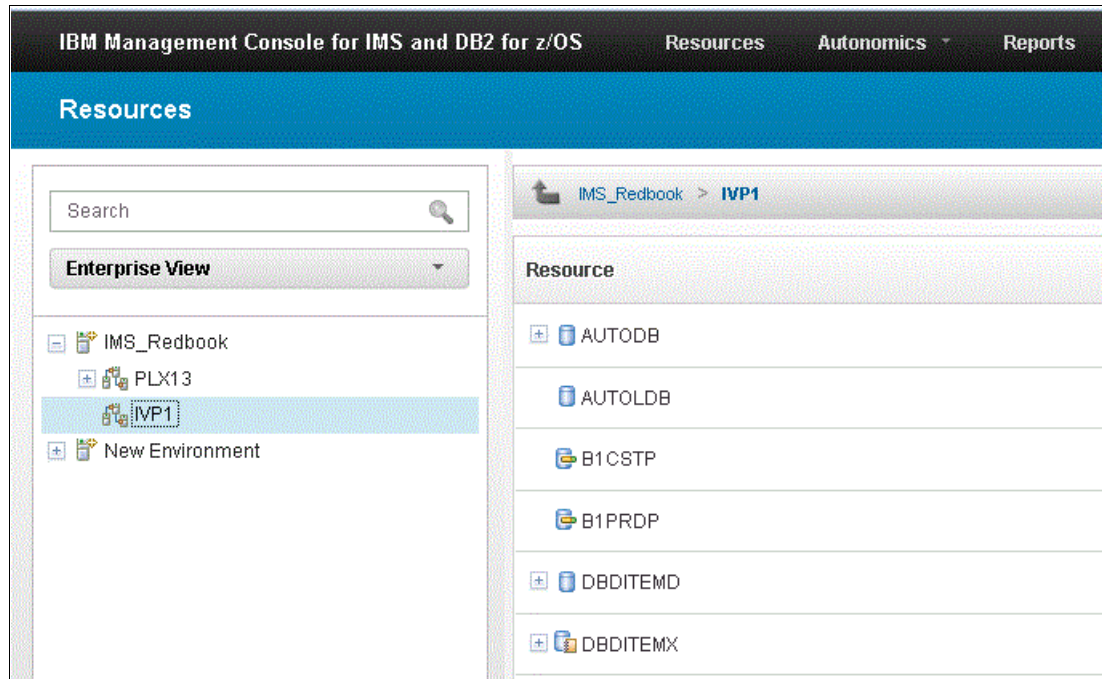 IBM Management Console for IMS and DB2 for z/OS Resources Autonomics Reports
Resources
Search
Enterprise View
IMS_Redbook
PLX13
IVP1
New Environment
IMS_Redbook > IVP1
Resource
AUTODB
AUTOLDB
B1CSTP
B1PRDP
DBDITEMD
DBDITEMX